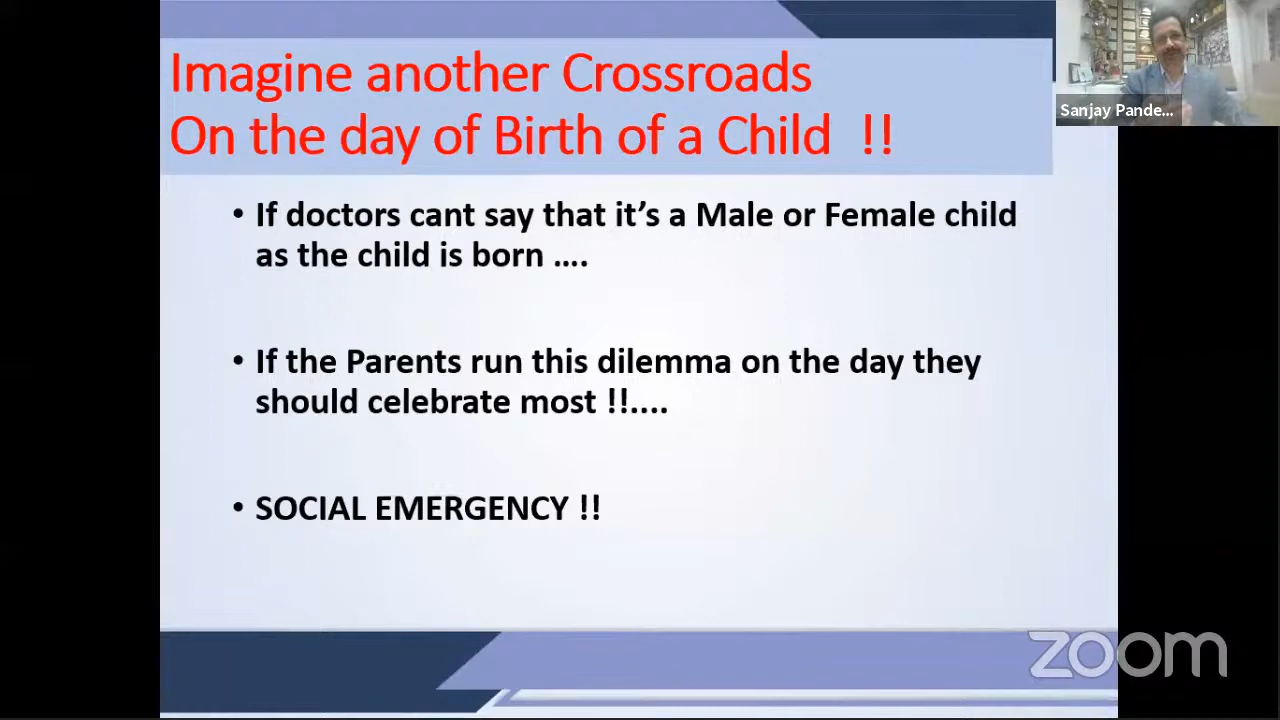 Imagine another Crossroads
On the day of Birth of a Child !!
Sanjay Pande...
• If doctors cant say that it's a Male or Female child
as the child is born ....
• If the Parents run this dilemma on the day they
should celebrate most !!....
• SOCIAL EMERGENCY !!
zoom